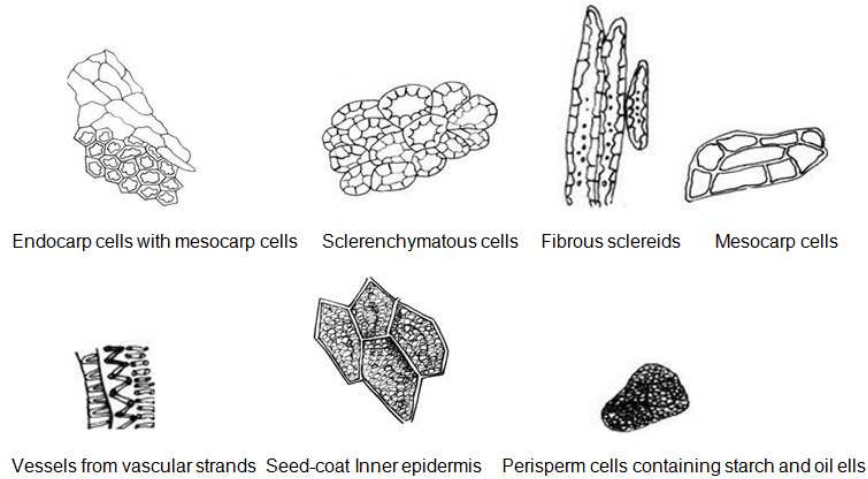 Endocarp cells with mesocarp cells Sclerenchymatous cells Fibrous sclereids Mesocarp cells
Vessels from vascular strands Seed-coat Inner epidermis Perisperm cells containing starch and oil ells